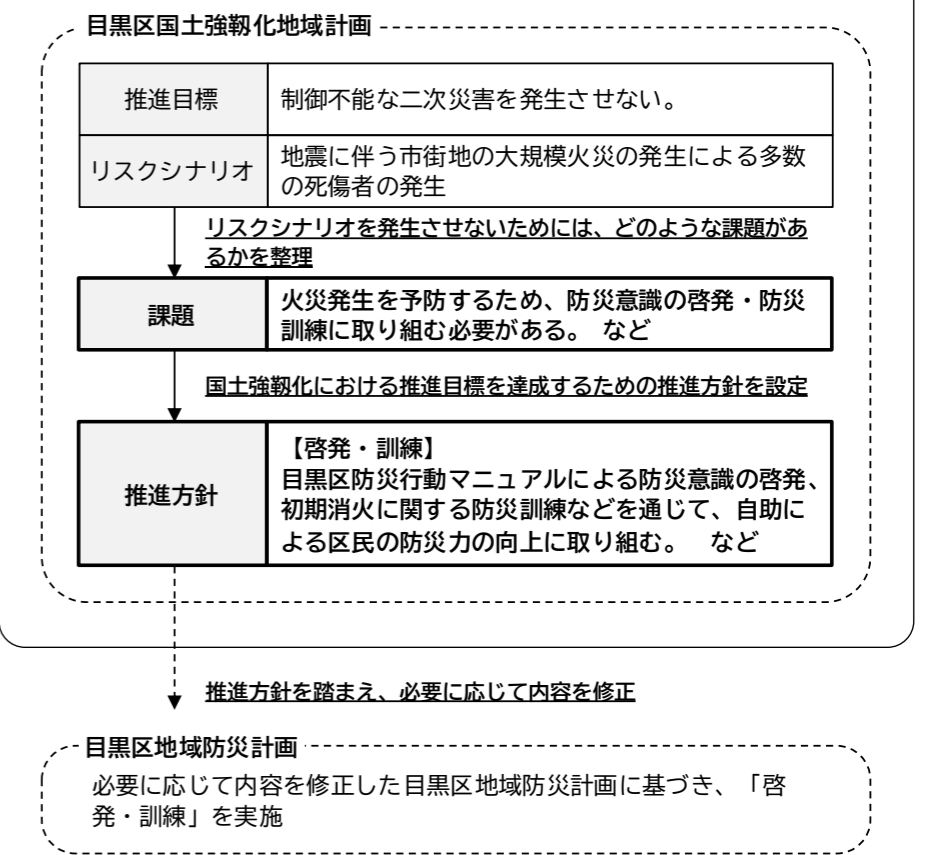 目黒区国土強靱化地域計画
推進目標
制御不能な二次災害を発生させない。
リスクシナリオ
地震に伴う市街地の大規模火災の発生による多数
の死傷者の発生
リスクシナリオを発生させないためには、どのような課題があ
るかを整理
課題
火災発生を予防するため、防災意識の啓発・防災
訓練に取り組む必要がある。 など
国土強靱化における推進目標を達成するための推進方針を設定
推進方針
【啓発・訓練】
目黒区防災行動マニュアルによる防災意識の啓発、
初期消火に関する防災訓練などを通じて、自助に
よる区民の防災力の向上に取り組む。 など
推進方針を踏まえ、必要に応じて内容を修正
目黒区地域防災計画
必要に応じて内容を修正した目黒区地域防災計画に基づき、「啓
発・訓練」を実施